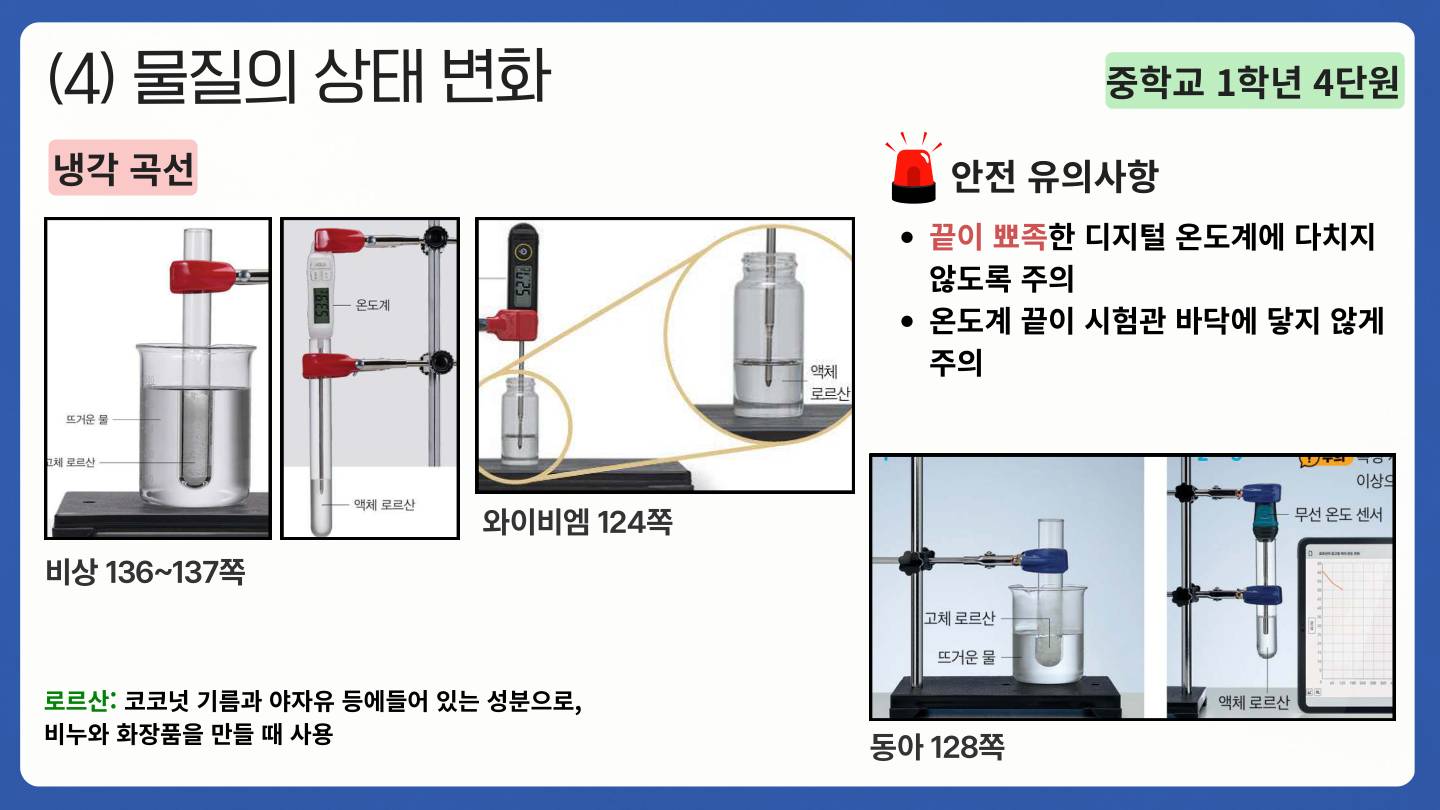 (4) 물질의 상태 변화
중학교 1학년 4단원
냉각 곡선
뜨거운 물
고체 로르산
온도계
액체 로르산
비상 136~137쪽
액체
로르산
와이비엠 124쪽
안전 유의사항
• 끝이 뾰족한 디지털 온도계에 다치지
않도록 주의
• 온도계 끝이 시험관 바닥에 닿지 않게
주의
고체 로르산
뜨거운 물
이상으
무선 온도 센서
액체 로르산
동아 128쪽
로르산: 코코넛 기름과 야자유 등에들어 있는 성분으로,
비누와 화장품을 만들 때 사용